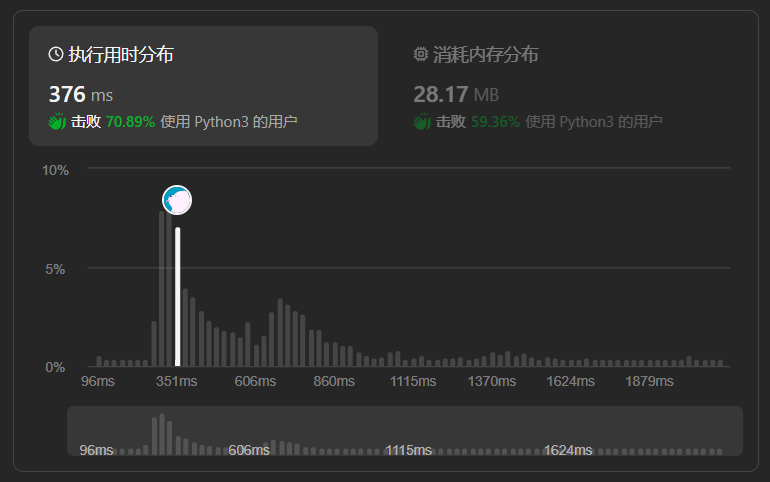 执行用时分布
376 ms
击败 70.89% 使用 Python3 的用户
消耗内存分布
28.17 MB
击败 59.36% 使用 Python3 的用户
10%
5%
0%
96ms 351ms 606ms 860ms 1115ms 1370ms 1624ms 1879ms
96ms 606ms 1115ms 1624ms